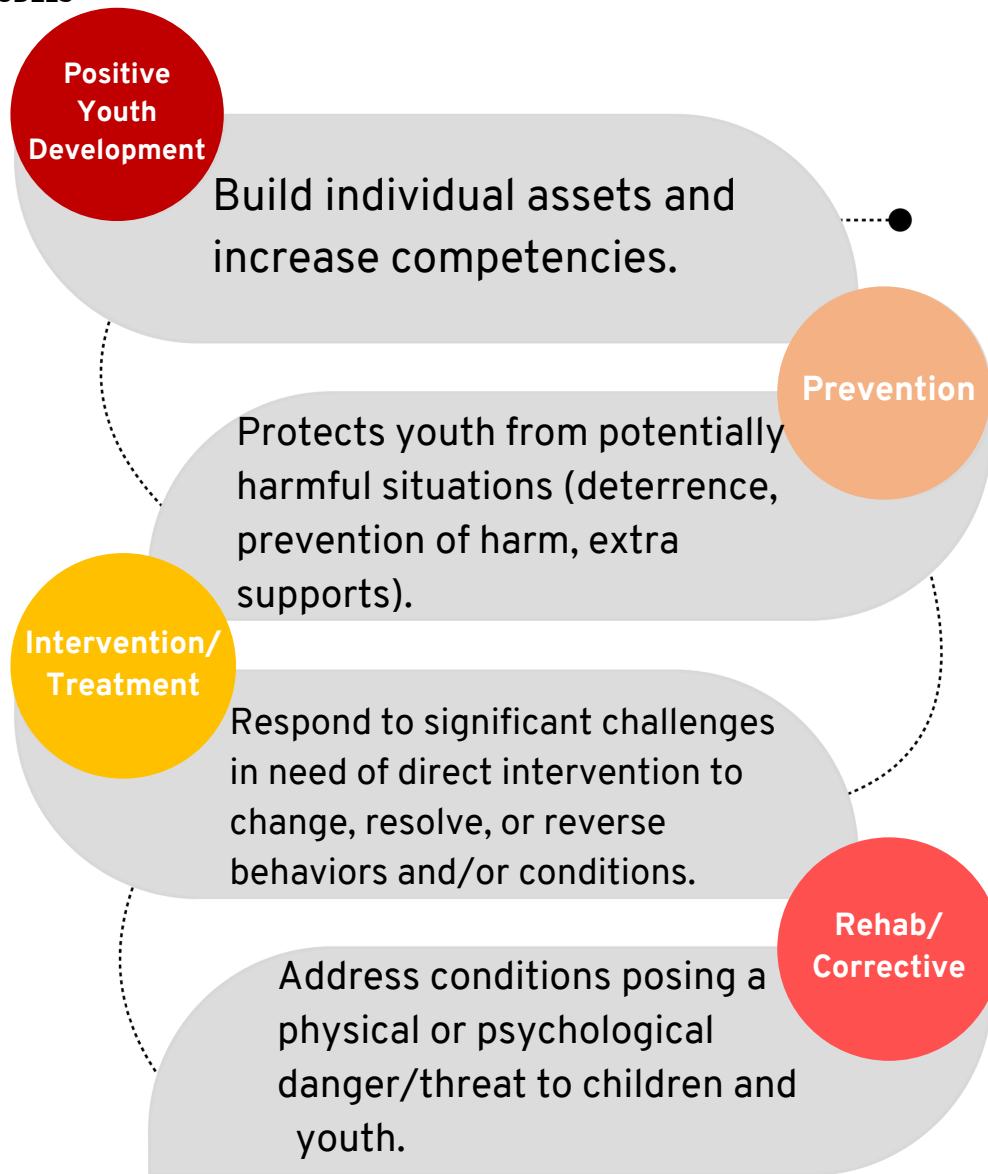 Positive
Youth
Development
Build individual assets and
increase competencies.
Prevention
Protects youth from potentially
harmful situations (deterrence,
prevention of harm, extra
supports).
Intervention/
Treatment
Respond to significant challenges
in need of direct intervention to
change, resolve, or reverse
behaviors and/or conditions.
Rehab/
Corrective
Address conditions posing a
physical or psychological
danger/threat to children and
youth.